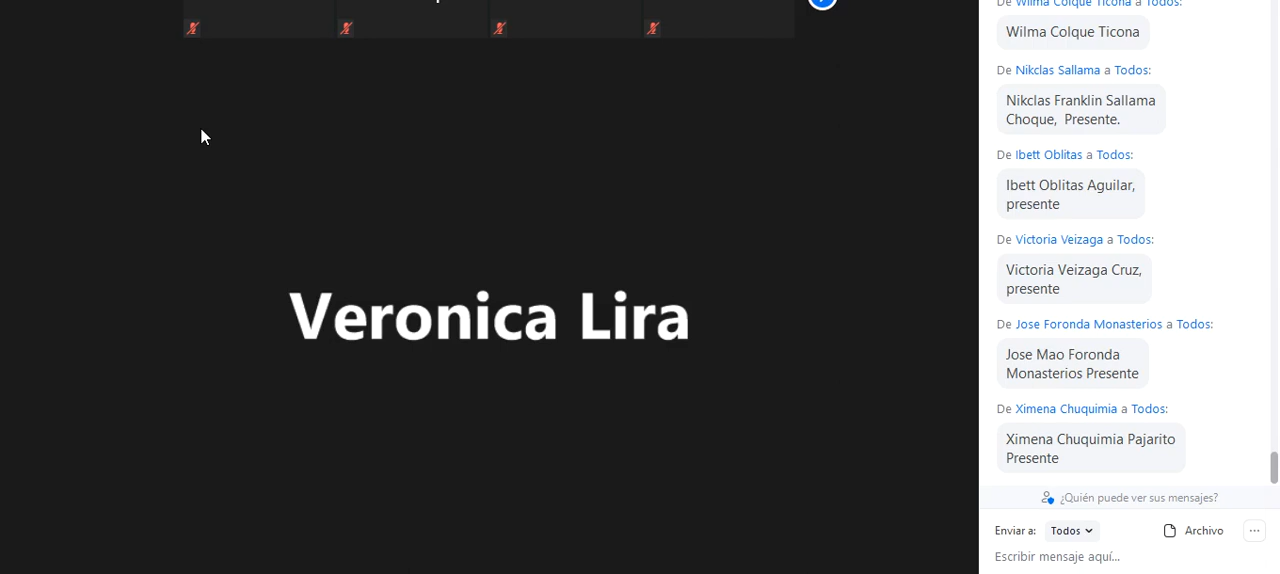 De Wilma Colque Ticona a Todos:
Wilma Colque Ticona
De Nikclas Sallama a Todos:
Nikclas Franklin Sallama
Choque, Presente.
De Ibett Oblitas a Todos:
Ibett Oblitas Aguilar,
presente
De Victoria Veizaga a Todos:
Victoria Veizaga Cruz,
presente
De Jose Foronda Monasterios a Todos:
Jose Mao Foronda
Monasterios Presente
De Ximena Chuquimia a Todos:
Ximena Chuquimia Pajarito
Presente
¿Quién puede ver sus mensajes?
Enviar a: Todos Archivo ...
Escribir mensaje aquí...
Veronica Lira